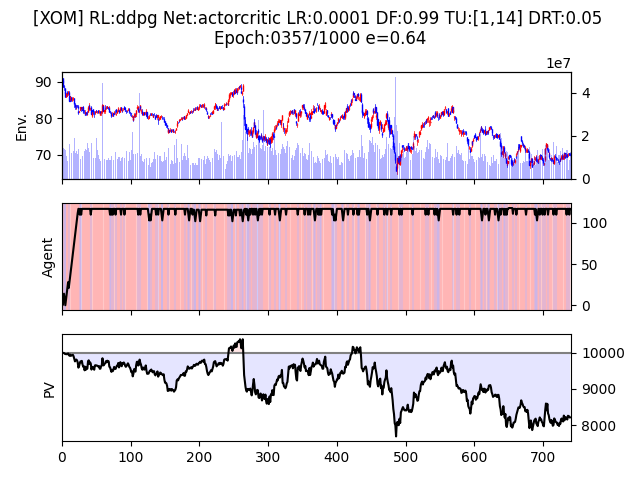 [XOM] RL:ddpg Net:actorcritic LR:0.0001 DF:0.99 TU:[1,14] DRT:0.05
Epoch:0357/1000 e=0.64
1e7
90
80
70
Env.
4
2
0
Agent
100
50
0
PV
10000
9000
8000
0 100 200 300 400 500 600 700